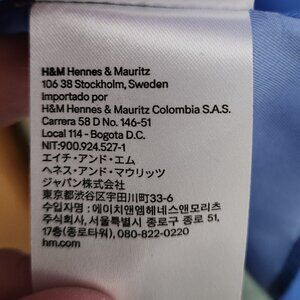 H&M Hennes & Mauritz
106 38 Stockholm, Sweden
Importado por
H&M Hennes & Mauritz Colombia S.A.S.
Carrera 58 D No. 146-51
Local 114 - Bogota D.C.
NIT:900.924.527-1
エイチ・アンド・エム
ヘネス・アンド・マウリッツ
ジャパン株式会社
東京都渋谷区宇田川町33-6
수입자명 : 에이치앤엠헤네스앤모리츠
주식회사, 서울특별시 종로구 종로 51,
17층(종로타워), 080-822-0220
hm.com